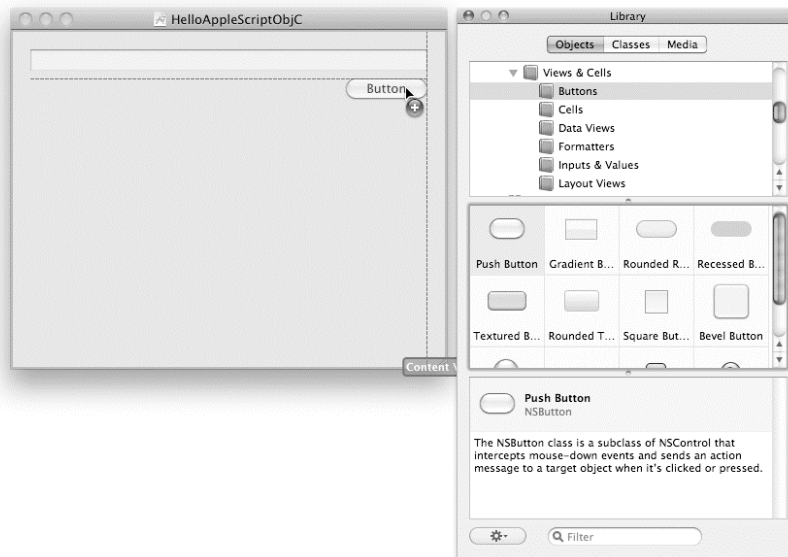 HelloAppleScriptObjC
Button
Content
Library
Objects Classes Media
Views & Cells
Buttons
Cells
Data Views
Formatters
Inputs & Values
Layout Views
Push Button Gradient B... Rounded R... Recessed B...
Textured B... Rounded T... Square But... Bevel Button
Push Button
NSButton
The NSButton class is a subclass of NSControl that
intercepts mouse-down events and sends an action
message to a target object when it's clicked or pressed.
Filter